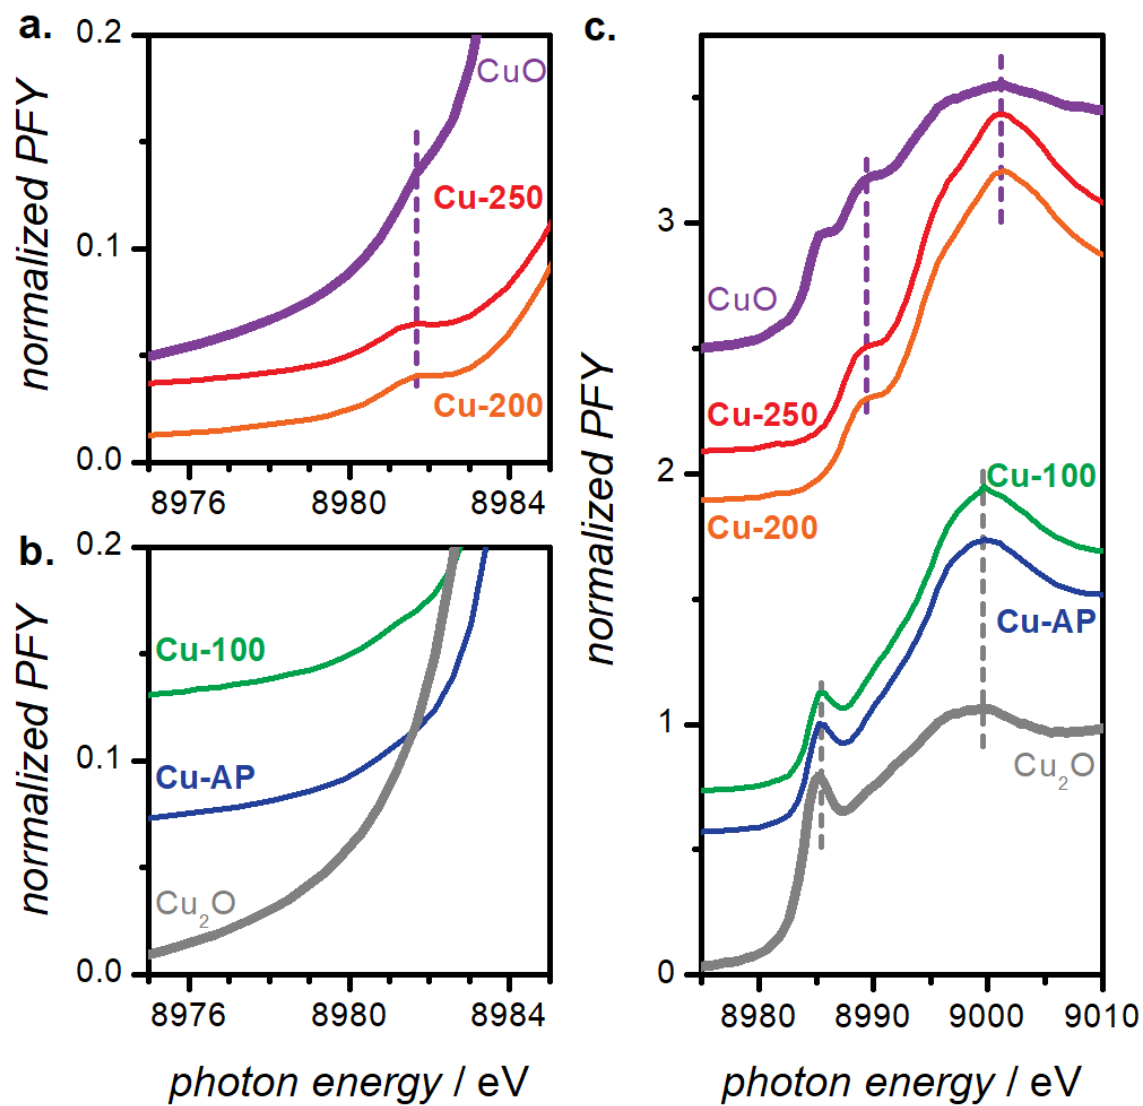 a.
normalized PFY
0.2
0.1
0.0
CuO
Cu-250
Cu-200
8976
8980
8984
b.
normalized PFY
0.2
0.1
0.0
Cu-100
Cu-AP
Cu₂O
8976
8980
8984
photon energy / eV
c.
normalized PFY
3
2
1
0
CuO
Cu-250
Cu-200
Cu-100
Cu-AP
Cu₂O
8980
8990
9000
9010
photon energy / eV